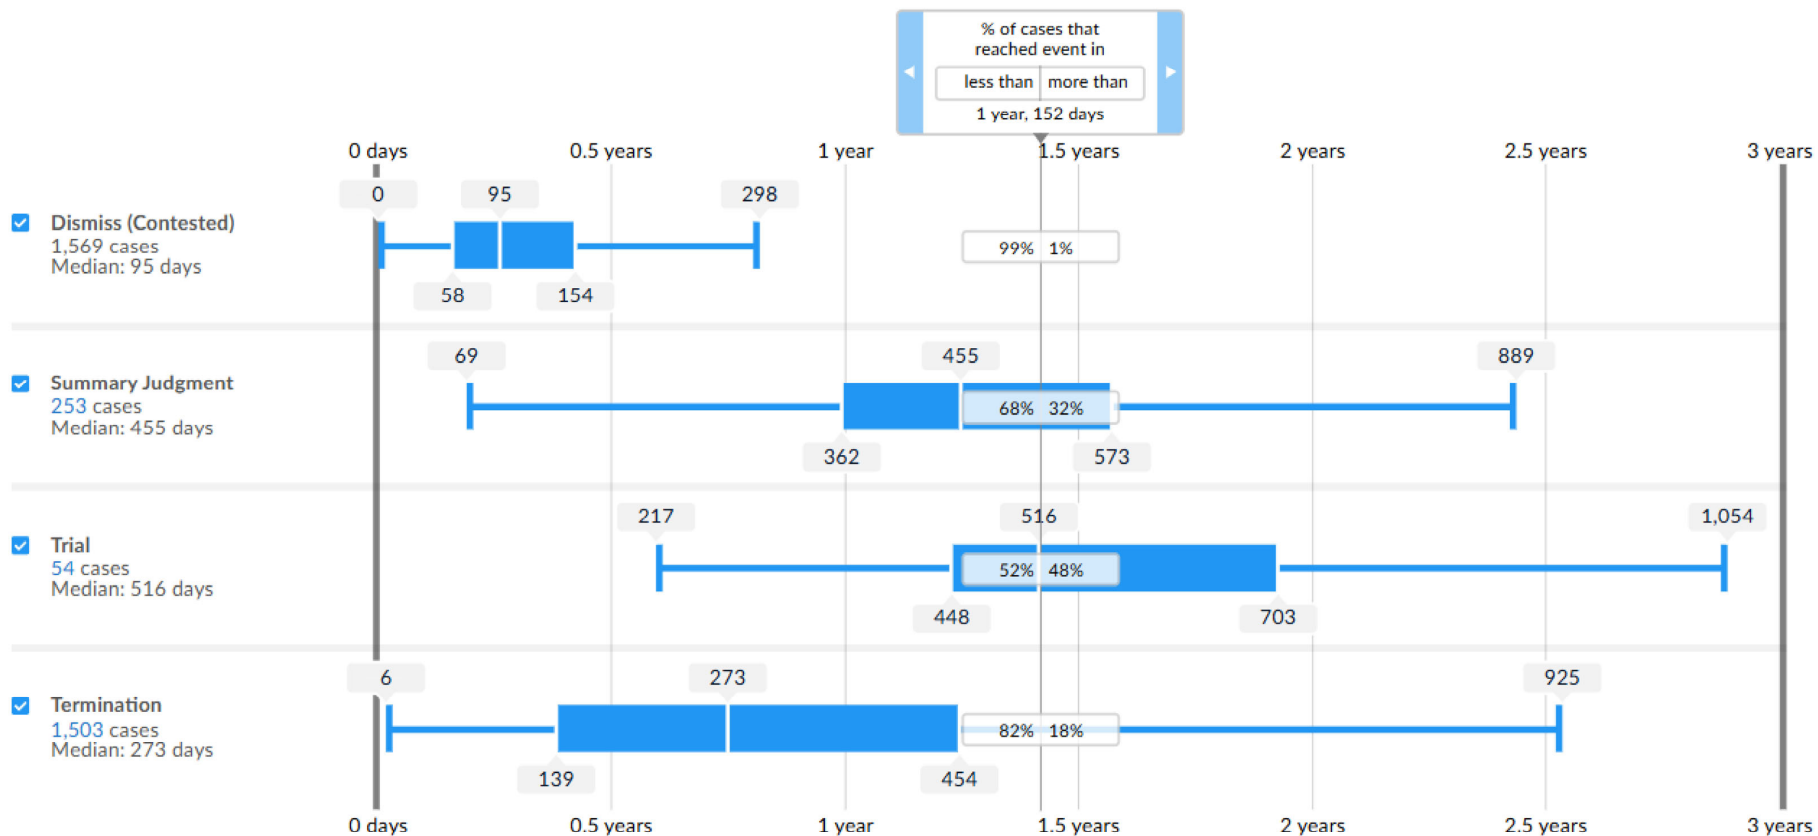 % of cases that
reached event in
less than more than
1 year, 152 days
0 days 0.5 years 1 year 1.5 years 2 years 2.5 years 3 years
0 95 298
Dismiss (Contested)
1,569 cases
Median: 95 days
99% 1%
58 154
69 455 889
Summary Judgment
253 cases
Median: 455 days
68% 32%
362 573
217 516 1,054
Trial
54 cases
Median: 516 days
52% 48%
448 703
6 273 925
Termination
1,503 cases
Median: 273 days
82% 18%
139 454
0 days 0.5 years 1 year 1.5 years 2 years 2.5 years 3 years